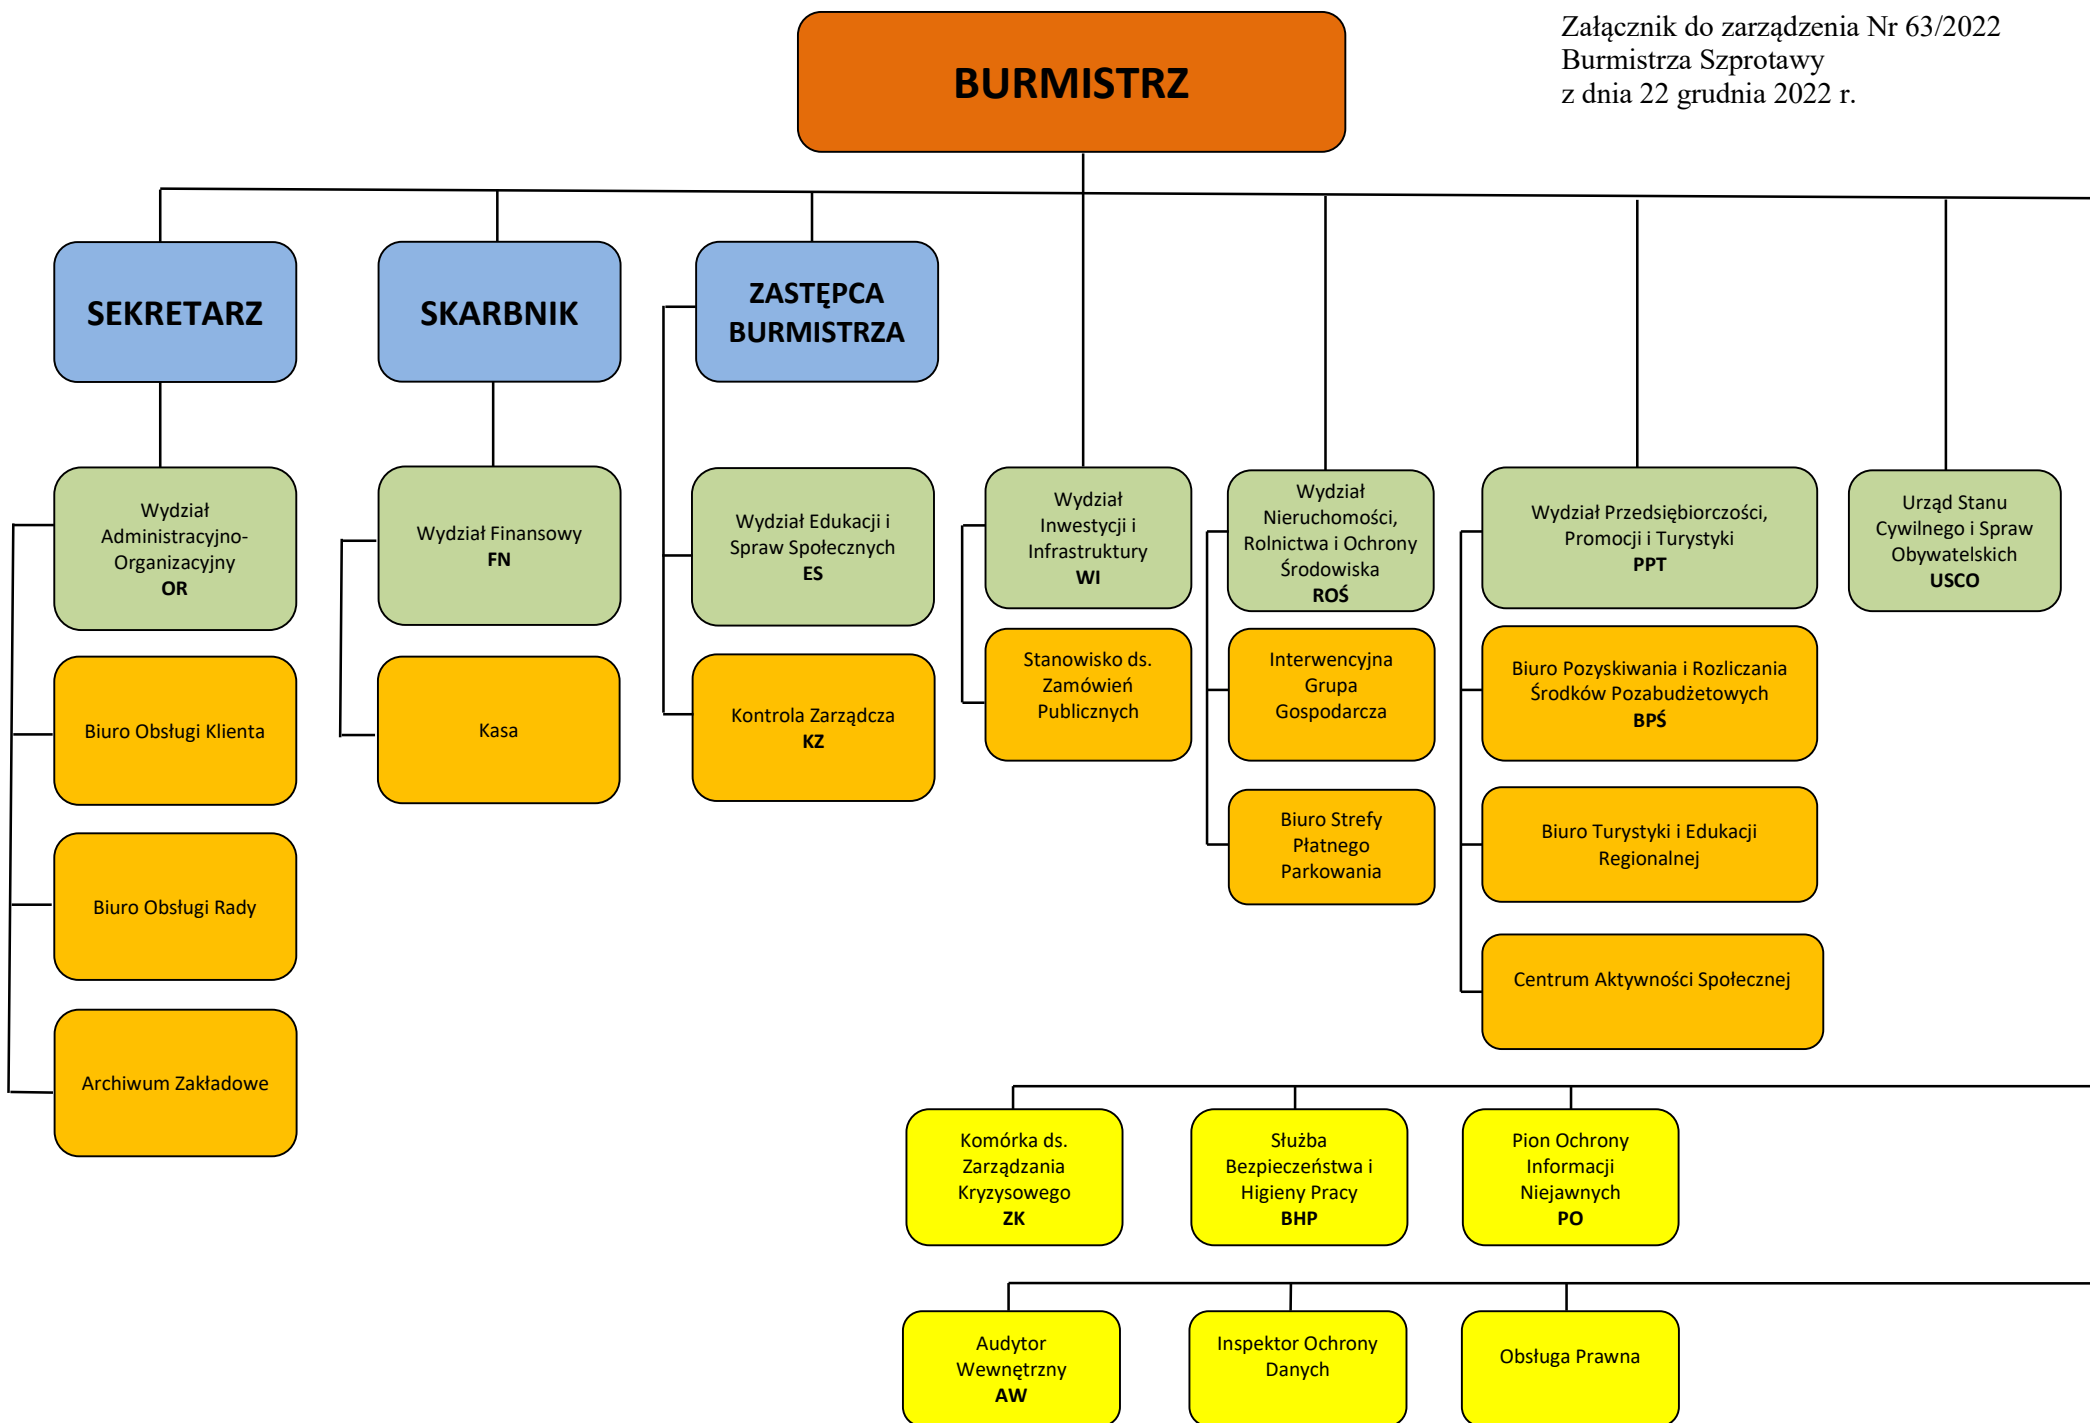 Załącznik do zarządzenia Nr 63/2022
Burmistrza Szprotawy
z dnia 22 grudnia 2022 r.
BURMISTRZ
SEKRETARZ
SKARBNIK
ZASTĘPCA
BURMISTRZA
Wydział
Administracyjno-
Organizacyjny
OR
Wydział Finansowy
FN
Wydział Edukacji i
Spraw Społecznych
ES
Wydział
Inwestycji i
Infrastruktury
WI
Wydział
Nieruchomości,
Rolnictwa i Ochrony
Środowiska
ROŚ
Wydział Przedsiębiorczości,
Promocji i Turystyki
PPT
Urząd Stanu
Cywilnego i Spraw
Obywatelskich
USCO
Biuro Obsługi Klienta
Kasa
Kontrola Zarządcza
KZ
Stanowisko ds.
Zamówień
Publicznych
Interwencyjna
Grupa
Gospodarcza
Biuro Pozyskiwania i Rozliczania
Środków Pozabudżetowych
BPŚ
Biuro Obsługi Rady
Biuro Strefy
Płatnego
Parkowania
Biuro Turystyki i Edukacji
Regionalnej
Centrum Aktywności Społecznej
Archiwum Zakładowe
Komórka ds.
Zarządzania
Kryzysowego
ZK
Służba
Bezpieczeństwa i
Higieny Pracy
BHP
Pion Ochrony
Informacji
Niejawnych
PO
Audytor
Wewnętrzny
AW
Inspektor Ochrony
Danych
Obsługa Prawna